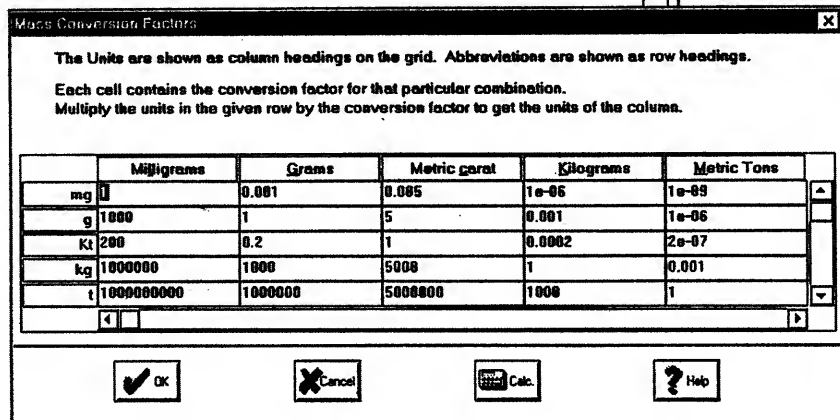 Mass Conversion Factors
The Units are shown as column headings on the grid. Abbreviations are shown as row headings.
Each cell contains the conversion factor for that particular combination.
Multiply the units in the given row by the conversion factor to get the units of the column.
Milligrams Grams Metric carat Kilograms Metric Tons
mg 1 0.001 0.005 1e-06 1e-09
g 1000 1 5 0.001 1e-06
Kt 200 0.2 1 0.0002 2e-07
kg 1000000 1000 5000 1 0.001
t 1000000000 1000000 5000000 1000 1
OK Cancel Calc. Help